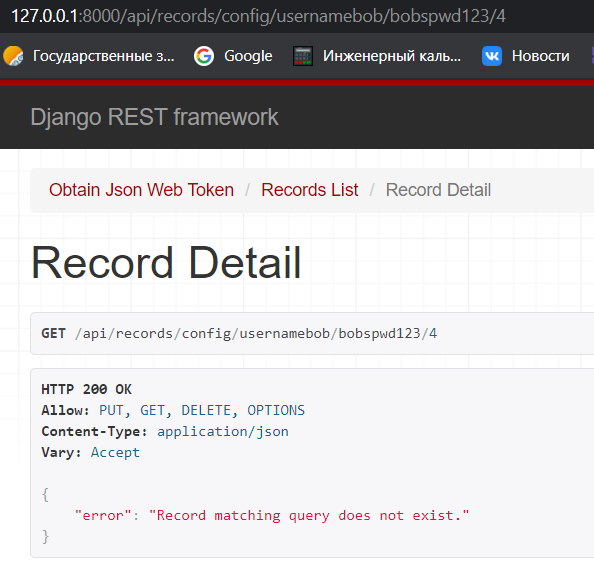 127.0.0.1:8000/api/records/config/usernamebob/bobspwd123/4
Государственные з... Google Инженерный каль... Новости
Django REST framework
Obtain Json Web Token / Records List / Record Detail
Record Detail
GET /api/records/config/usernamebob/bobspwd123/4
HTTP 200 OK
Allow: PUT, GET, DELETE, OPTIONS
Content-Type: application/json
Vary: Accept
{
"error": "Record matching query does not exist."
}